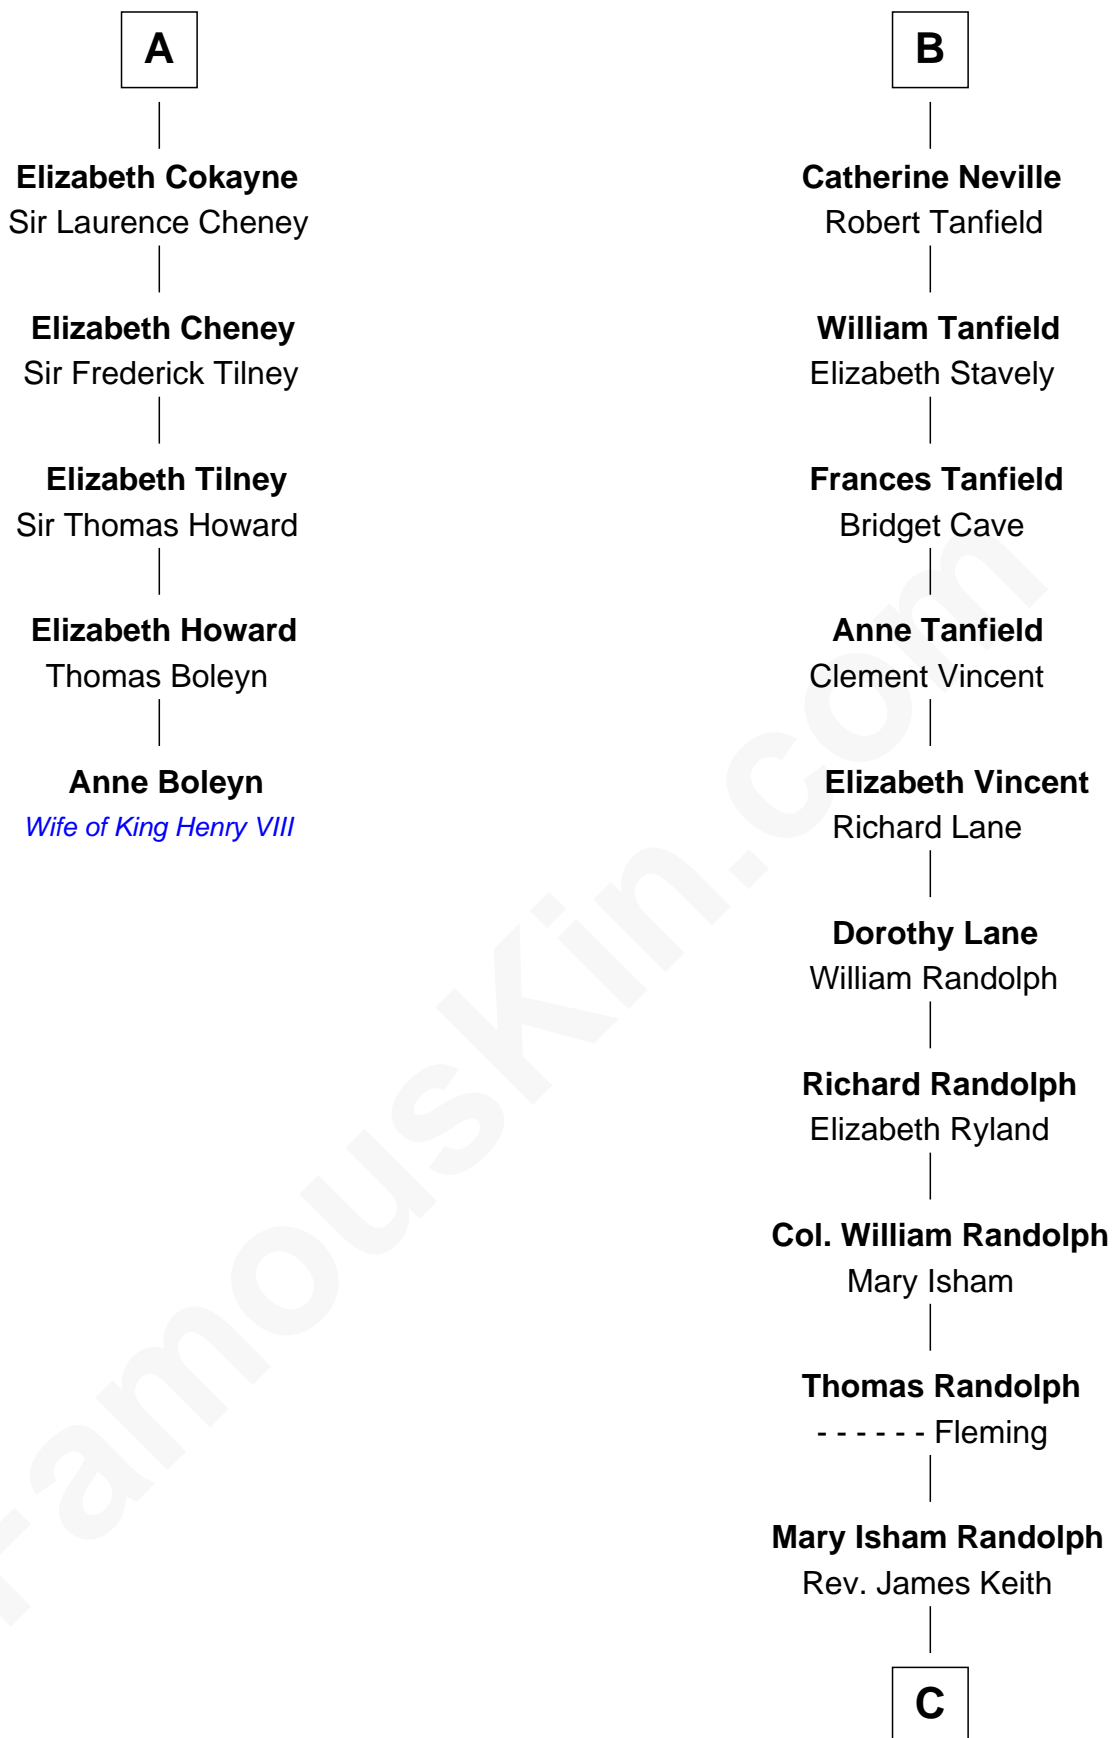 A
Elizabeth Cokayne
Sir Laurence Cheney
Elizabeth Cheney
Sir Frederick Tilney
Elizabeth Tilney
Sir Thomas Howard
Elizabeth Howard
Thomas Boleyn
Anne Boleyn
Wife of King Henry VIII
B
Catherine Neville
Robert Tanfield
William Tanfield
Elizabeth Stavely
Frances Tanfield
Bridget Cave
Anne Tanfield
Clement Vincent
Elizabeth Vincent
Richard Lane
Dorothy Lane
William Randolph
Richard Randolph
Elizabeth Ryland
Col. William Randolph
Mary Isham
Thomas Randolph
- - - - - - Fleming
Mary Isham Randolph
Rev. James Keith
C
FamousKin.com